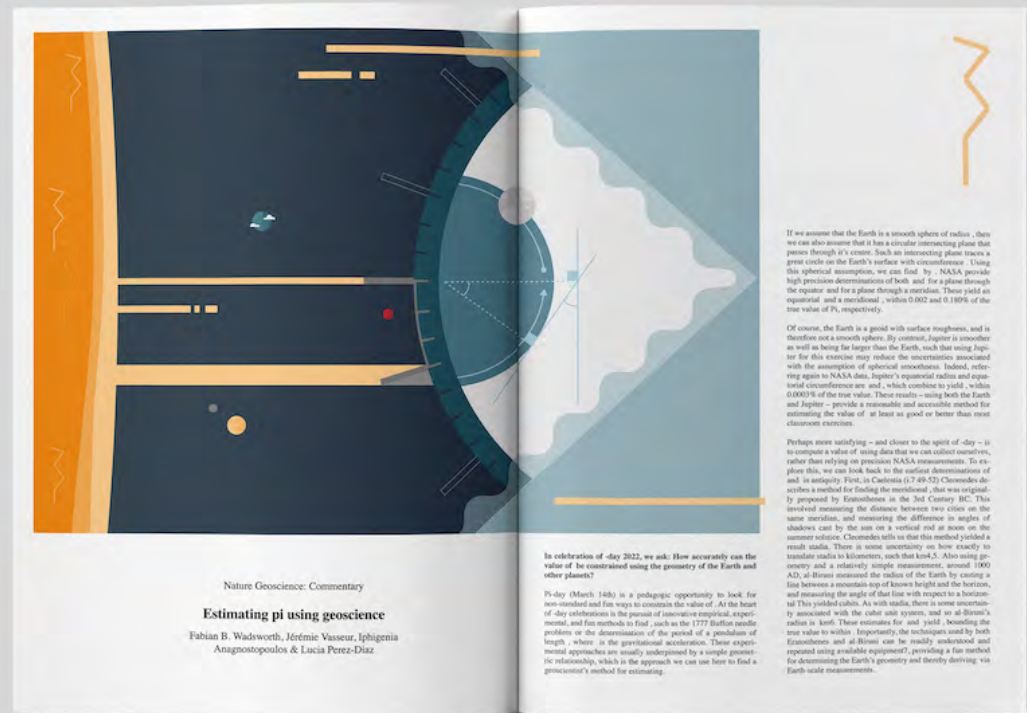 Nature Geoscience: Commentary
Estimating pi using geoscience
Fabian B. Wadsworth, Jérémie Vasseur, Iphigenia
Anagnostopoulos & Lucia Perez-Diaz
In celebration of -day 2022, we ask: How accurately can the
value of be constrained using the geometry of the Earth and
other planets?
Pi-day (March 14th) is a pedagogic opportunity to look for
non-standard and fun ways to constrain the value of . At the heart
of -day celebrations is the pursuit of innovative empirical, experi-
mental, and fun methods to find , such as the 1777 Buffon needle
problem or the determination of the period of a pendulum of
length , where is the gravitational acceleration. These experi-
mental approaches are usually underpinned by a simple geomet-
ric relationship, which is the approach we can use here to find a
geoscientist's method for estimating.
If we assume that the Earth is a smooth sphere of radius , then
we can also assume that it has a circular intersecting plane that
passes through it's centre. Such an intersecting plane traces a
great circle on the Earth's surface with circumference . Using
this spherical assumption, we can find by . NASA provide
high precision determinations of both and for a plane through
the equator and for a plane through a meridian. These yield an
equatorial and a meridional , within 0.002 and 0.180% of the
true value of Pi, respectively.
Of course, the Earth is a geoid with surface roughness, and is
therefore not a smooth sphere. By contrast, Jupiter is smoother
as well as being far larger than the Earth, such that using Jupi-
ter for this exercise may reduce the uncertainties associated
with the assumption of spherical smoothness. Indeed, refer-
ring again to NASA data, Jupiter's equatorial radius and equa-
torial circumference are and , which combine to yield , within
0.0003% of the true value. These results – using both the Earth
and Jupiter – provide a reasonable and accessible method for
estimating the value of at least as good or better than most
classroom exercises.
Perhaps more satisfying – and closer to the spirit of -day – is
to compute a value of using data that we can collect ourselves,
rather than relying on precision NASA measurements. To ex-
plore this, we can look back to the earliest determinations of
and in antiquity. First, in Caelestia (i.7 49-52) Cleomedes de-
scribes a method for finding the meridional , that was original-
ly proposed by Eratosthenes in the 3rd Century BC. This
involved measuring the distance between two cities on the
same meridian, and measuring the difference in angles of
shadows cast by the sun on a vertical rod at noon on the
summer solstice. Cleomedes tells us that this method yielded a
result stadia. There is some uncertainty on how exactly to
translate stadia to kilometers, such that km4,5. Also using ge-
ometry and a relatively simple measurement, around 1000
AD, al-Biruni measured the radius of the Earth by casting a
line between a mountain-top of known height and the horizon,
and measuring the angle of that line with respect to a horizon-
tal This yielded cubits. As with stadia, there is some uncertain-
ty associated with the cubit unit system, and so al-Biruni's
radius is km6. These estimates for and yield , bounding the
true value to within . Importantly, the techniques used by both
Eratosthenes and al-Biruni can be readily understood and
repeated using available equipment7, providing a fun method
for determining the Earth's geometry and thereby deriving via
Earth-scale measurements.